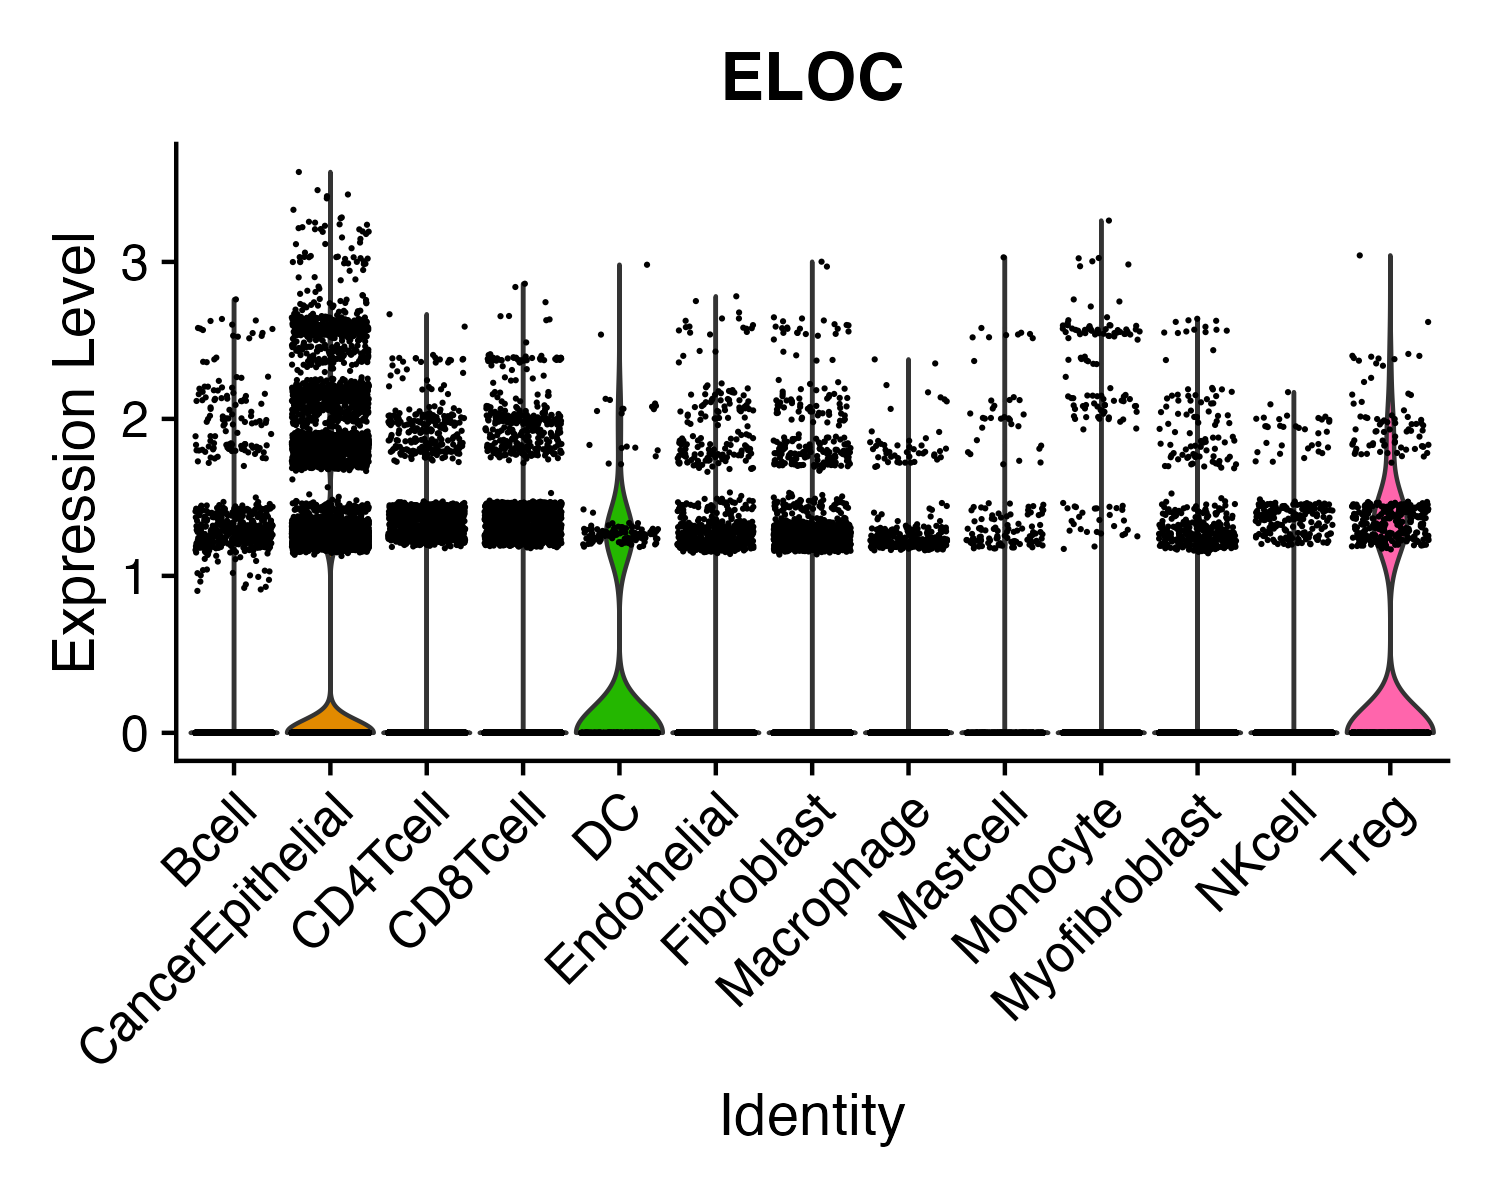 ELOC
Expression Level
3
2
1
0
Bcell
CancerEpithelial
CD4Tcell
CD8Tcell
DC
Endothelial
Fibroblast
Macrophage
Mastcell
Monocyte
Myofibroblast
NKcell
Treg
Identity